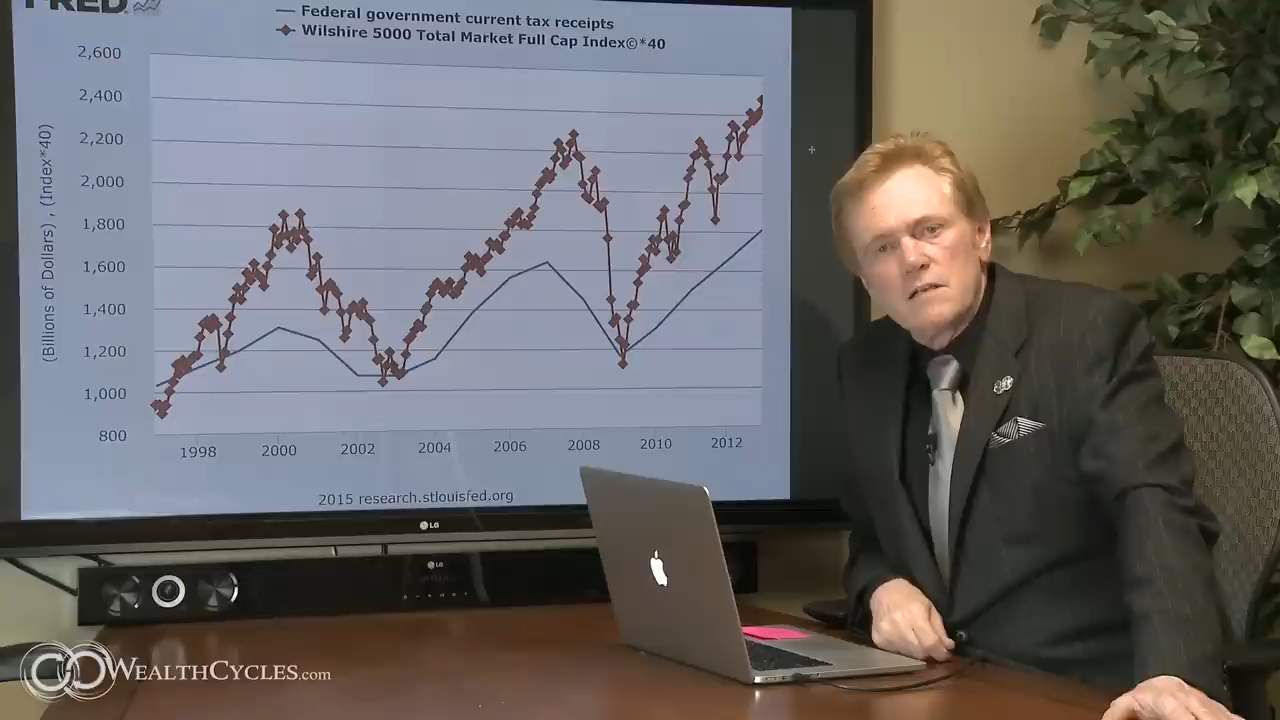 FRED
Federal government current tax receipts
Wilshire 5000 Total Market Full Cap Index©*40
2,600
2,400
2,200
2,000
1,800
1,600
1,400
1,200
1,000
800
(Billions of Dollars) , (Index*40)
1998 2000 2002 2004 2006 2008 2010 2012
2015 research.stlouisfed.org
LG
LG
WEALTHCYCLES.com